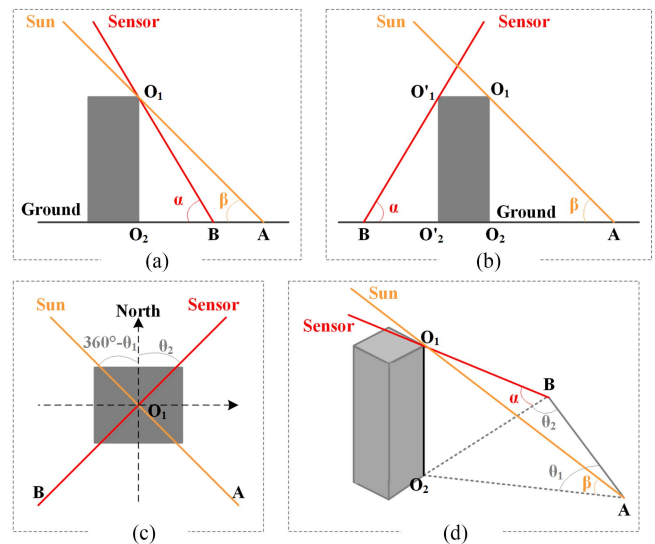 Sun
Sensor
O₁
Ground
α
β
O₂
B
A
(a)
Sun
Sensor
O'₁
O₁
α
Ground
β
B
O'₂
O₂
A
(b)
Sun
North
Sensor
360°-θ₁
θ₂
O₁
B
A
(c)
Sun
Sensor
O₁
B
α
θ₂
O₂
θ₁
β
A
(d)